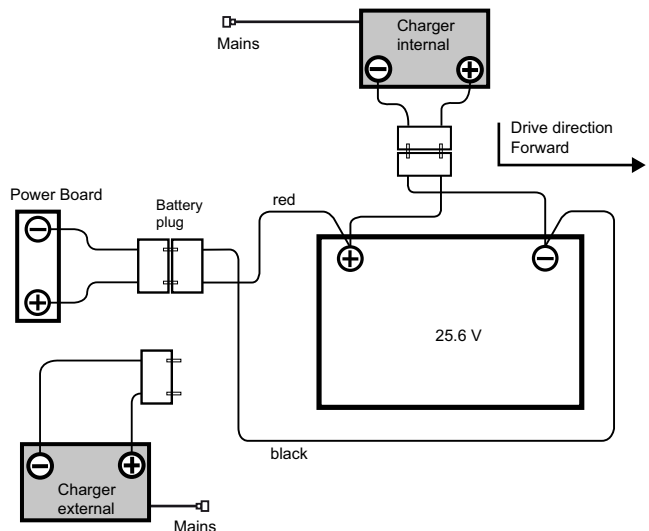 Charger
internal
Mains
Drive direction
Forward
Power Board
Battery
plug
red
25.6 V
black
Charger
external
Mains